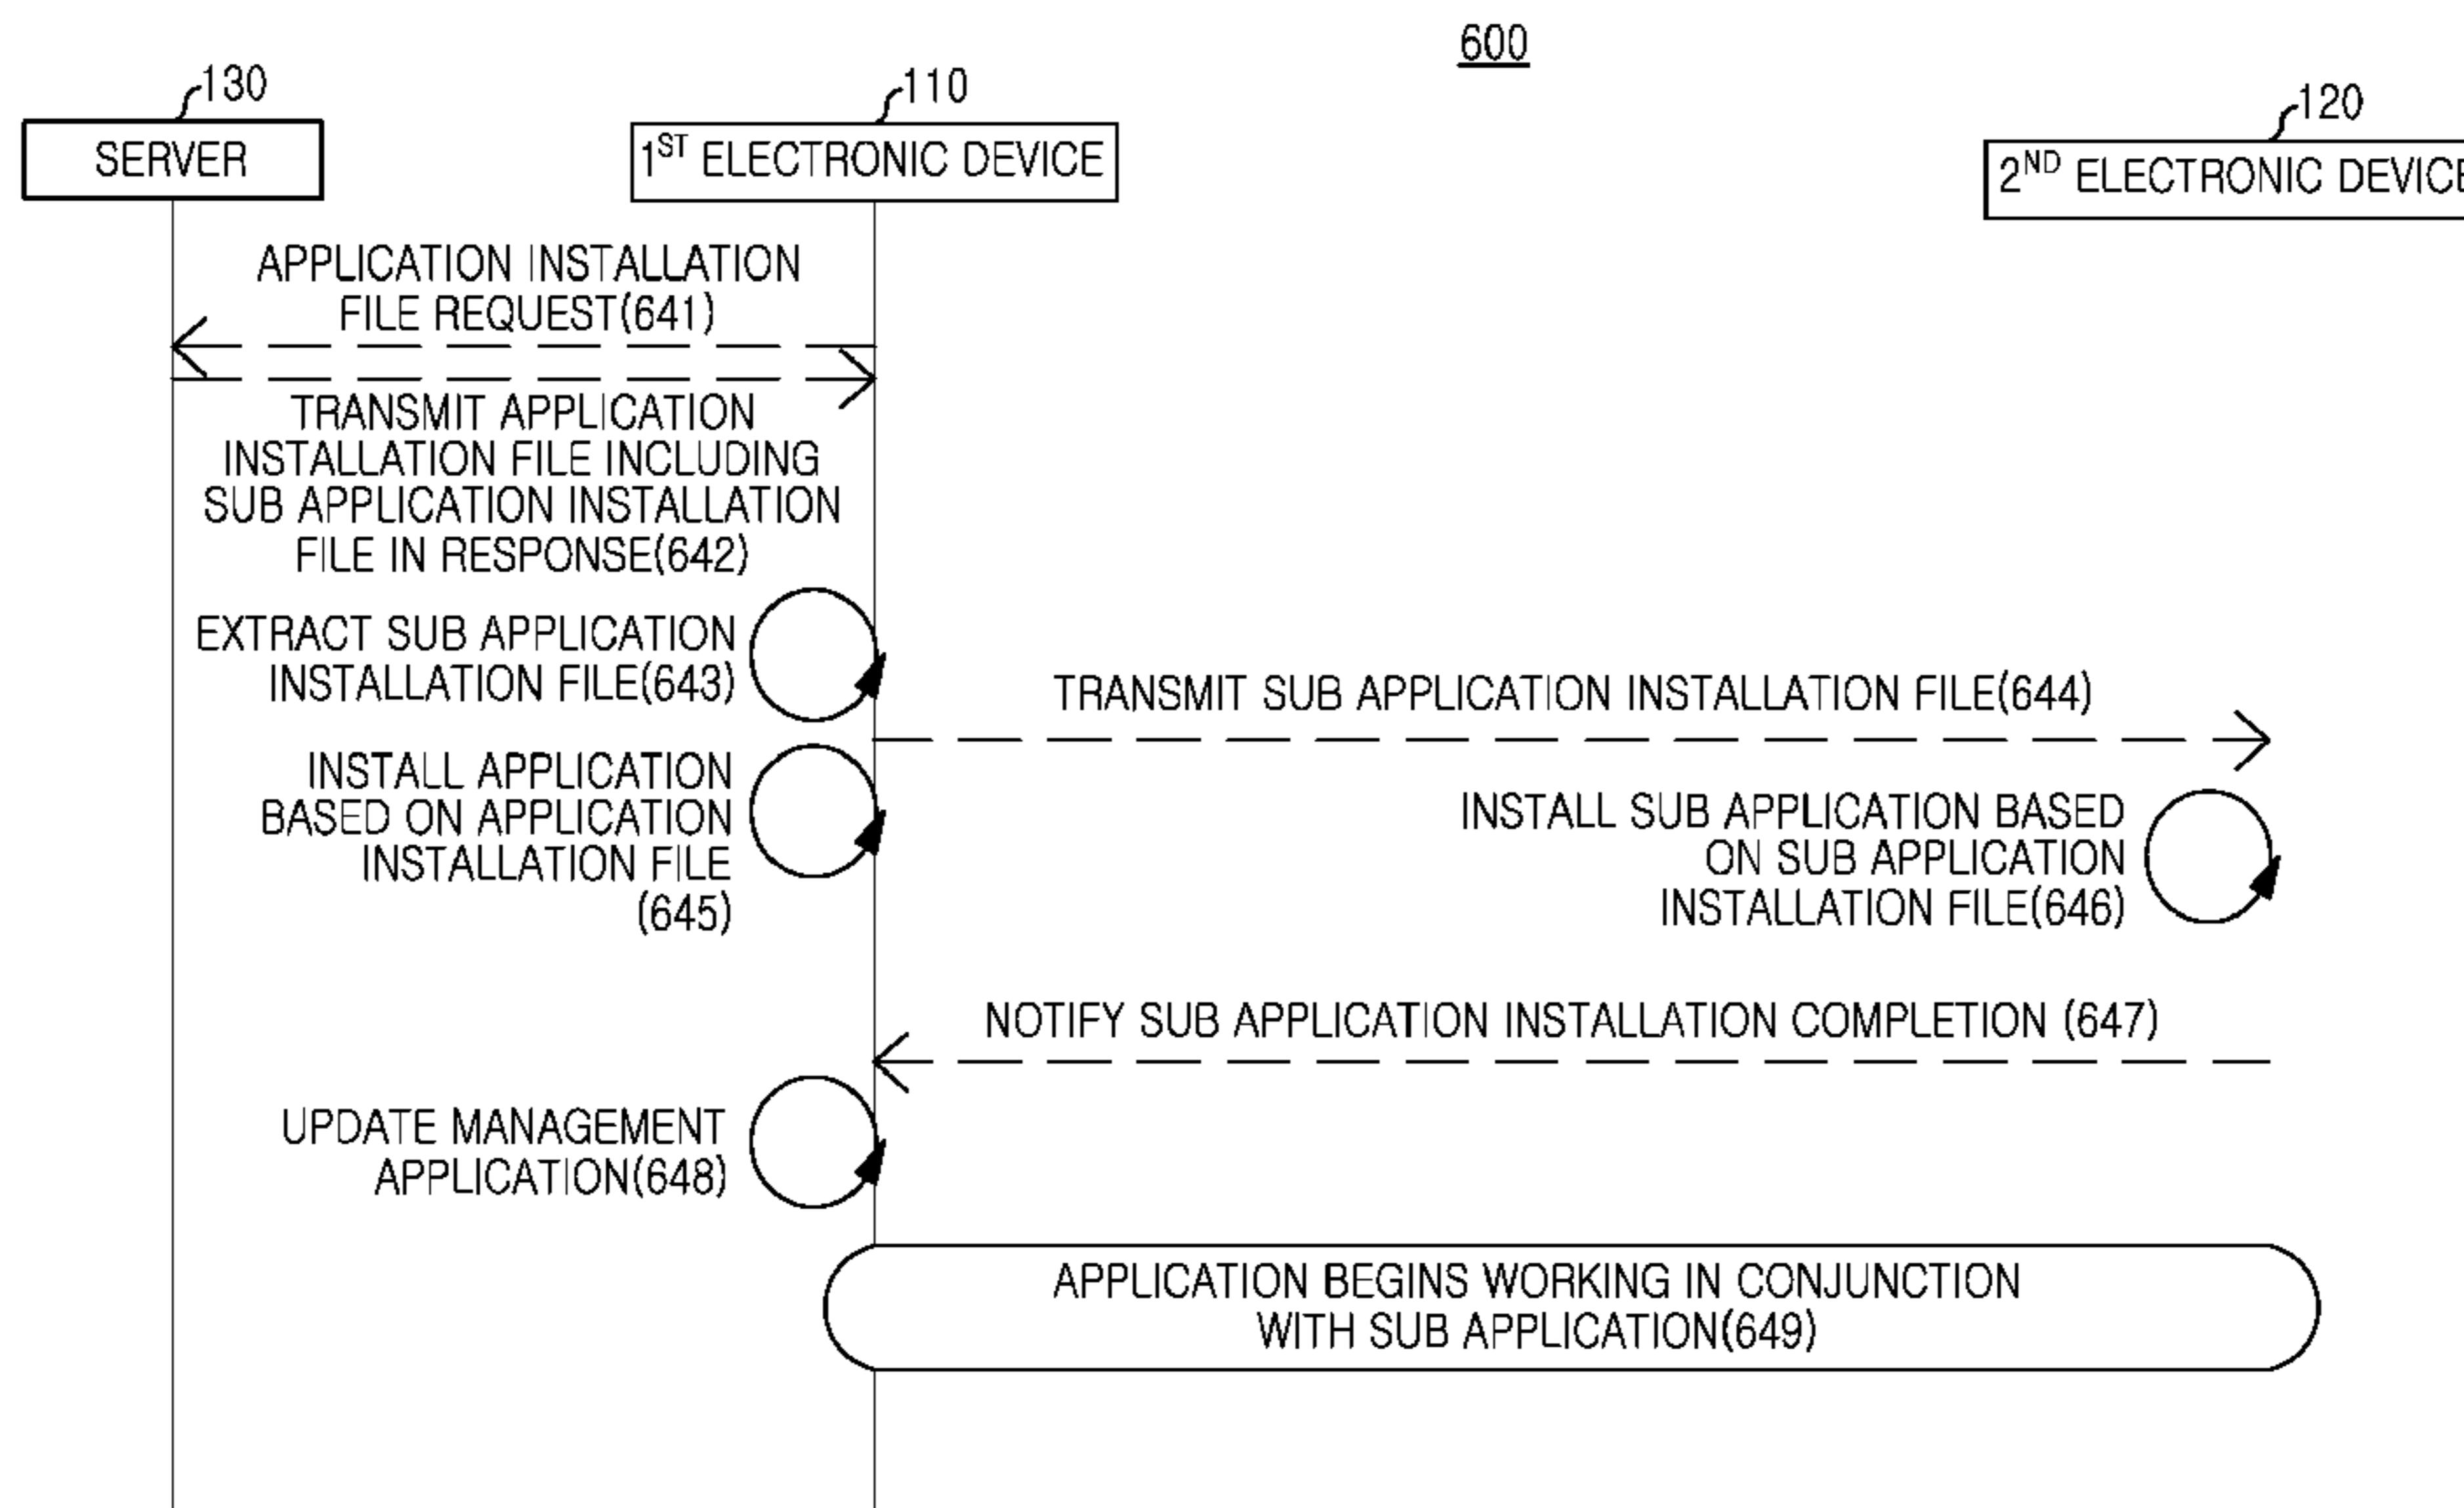 600
130
110
120
SERVER
1ST ELECTRONIC DEVICE
2ND ELECTRONIC DEVICE
APPLICATION INSTALLATION
FILE REQUEST(641)
TRANSMIT APPLICATION
INSTALLATION FILE INCLUDING
SUB APPLICATION INSTALLATION
FILE IN RESPONSE(642)
EXTRACT SUB APPLICATION
INSTALLATION FILE(643)
TRANSMIT SUB APPLICATION INSTALLATION FILE(644)
INSTALL APPLICATION
BASED ON APPLICATION
INSTALLATION FILE
(645)
INSTALL SUB APPLICATION BASED
ON SUB APPLICATION
INSTALLATION FILE(646)
NOTIFY SUB APPLICATION INSTALLATION COMPLETION (647)
UPDATE MANAGEMENT
APPLICATION(648)
APPLICATION BEGINS WORKING IN CONJUNCTION
WITH SUB APPLICATION(649)